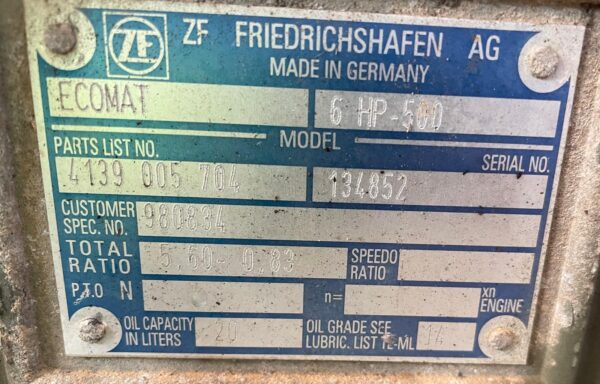 ZF ZF FRIEDRICHSHAFEN AG
MADE IN GERMANY
ECOMAT 6 HP-500
MODEL
PARTS LIST NO. SERIAL NO.
4139 005 704 134852
CUSTOMER
SPEC. NO. 980834
TOTAL
RATIO 5.60-0.83 SPEEDO
RATIO
P.T.O N n= xn
ENGINE
OIL CAPACITY
IN LITERS 20 OIL GRADE SEE
LUBRIC. LIST TE-ML 14